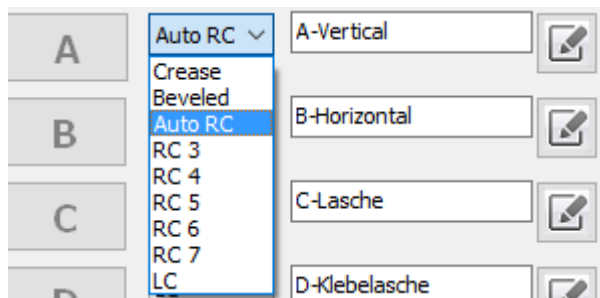 A
Auto RC
A-Vertical
Crease
Beveled
Auto RC
B
B-Horizontal
RC 3
RC 4
RC 5
C
C-Lasche
RC 6
RC 7
LC
D
D-Klebelasche